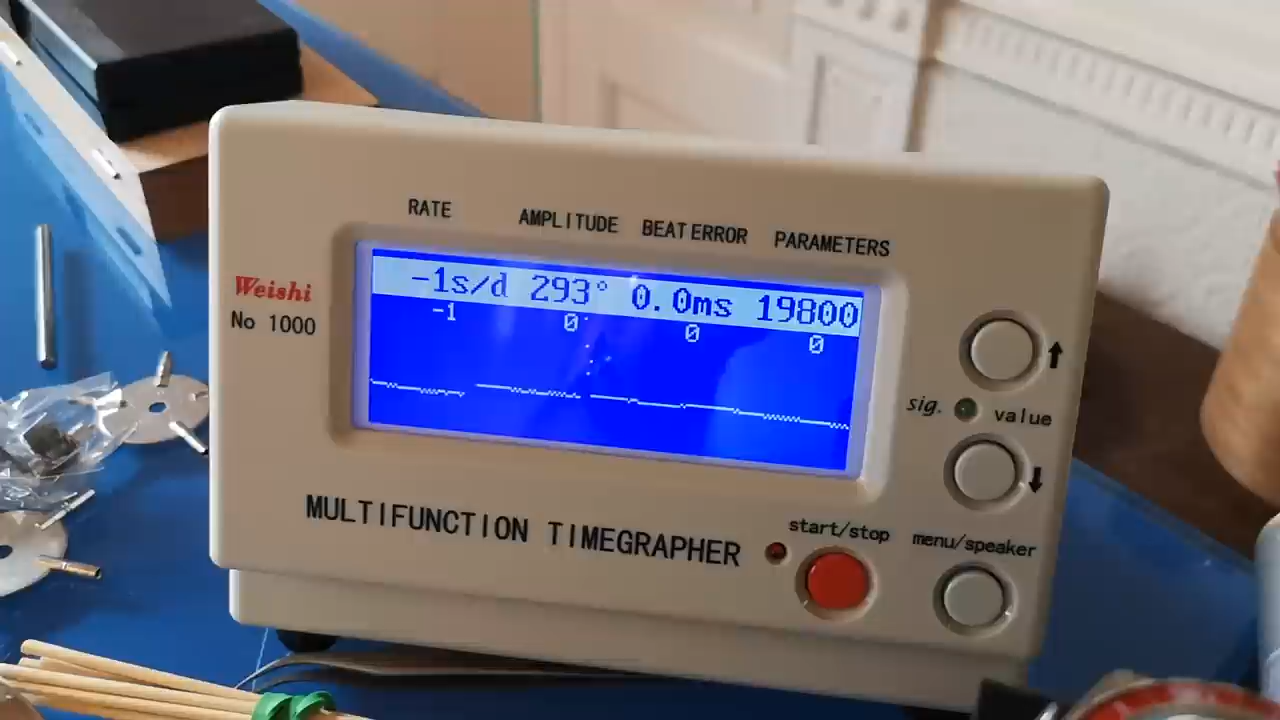 RATE AMPLITUDE BEAT ERROR PARAMETERS
-1s/d 293° 0.0ms 19800
-1 0 0 0
Weishi
No 1000
sig. value
MULTIFUNCTION TIMEGRAPHER
start/stop menu/speaker